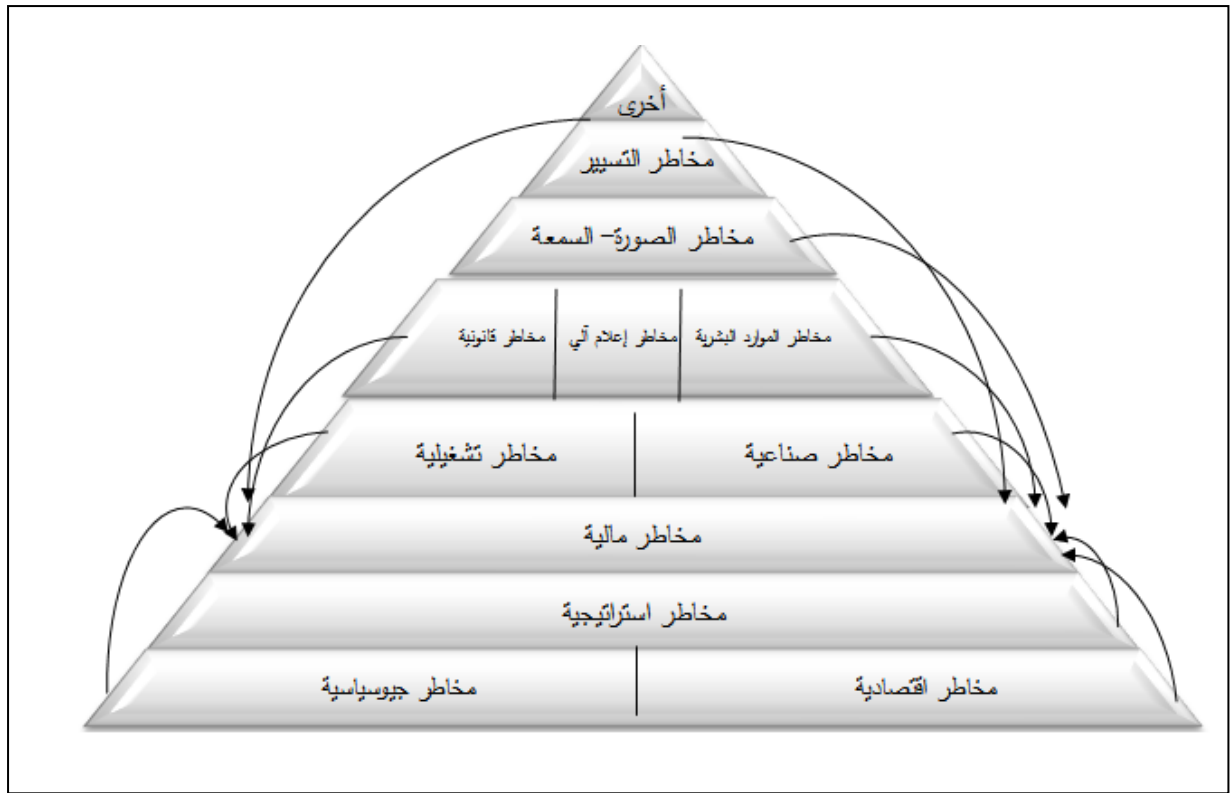 أخرى
مخاطر التسيير
مخاطر الصورة- السمعة
مخاطر الموارد البشرية
مخاطر إعلام آلي
مخاطر قانونية
مخاطر صناعية
مخاطر تشغيلية
مخاطر مالية
مخاطر استراتيجية
مخاطر اقتصادية
مخاطر جيوسياسية